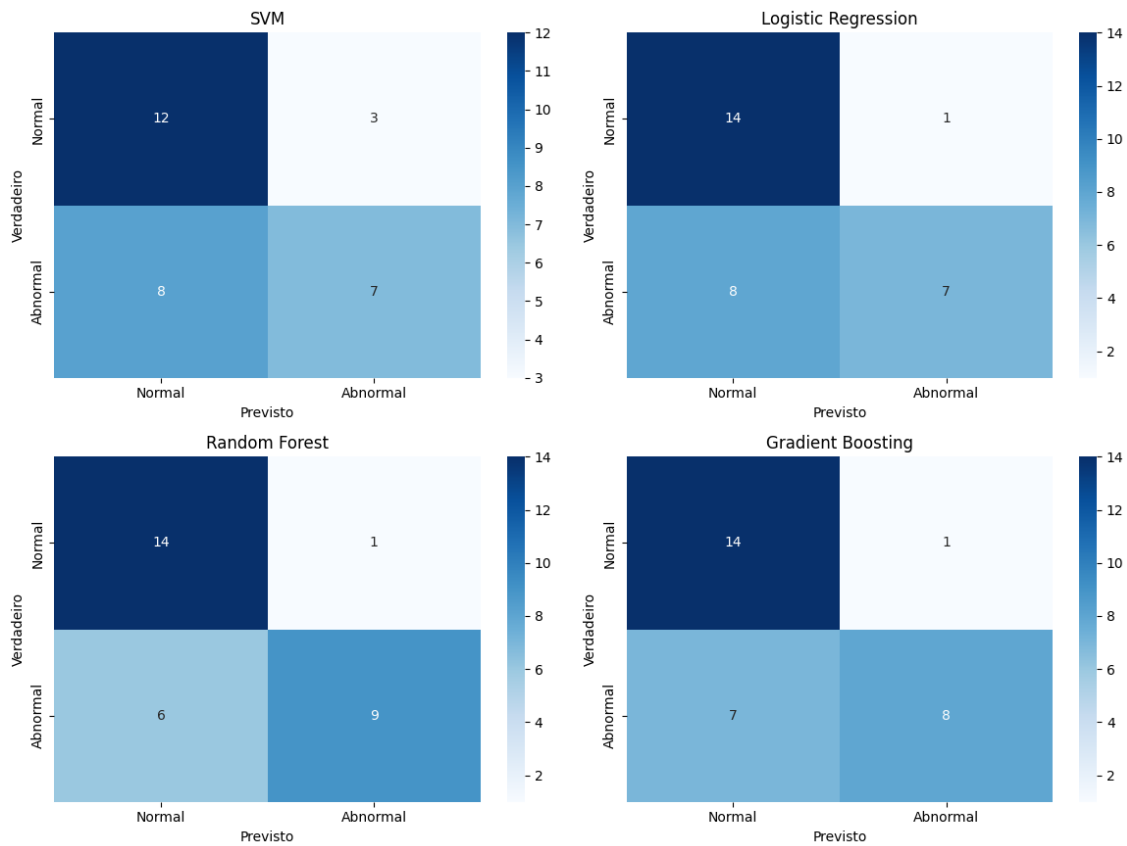 SVM
Normal
12
3
12
11
10
9
8
7
6
5
4
3
Verdadeiro
Abnormal
8
7
Normal
Abnormal
Previsto
Logistic Regression
Normal
14
1
14
12
10
8
6
4
2
Verdadeiro
Abnormal
8
7
Normal
Abnormal
Previsto
Random Forest
Normal
14
1
14
12
10
8
6
4
2
Verdadeiro
Abnormal
6
9
Normal
Abnormal
Previsto
Gradient Boosting
Normal
14
1
14
12
10
8
6
4
2
Verdadeiro
Abnormal
7
8
Normal
Abnormal
Previsto